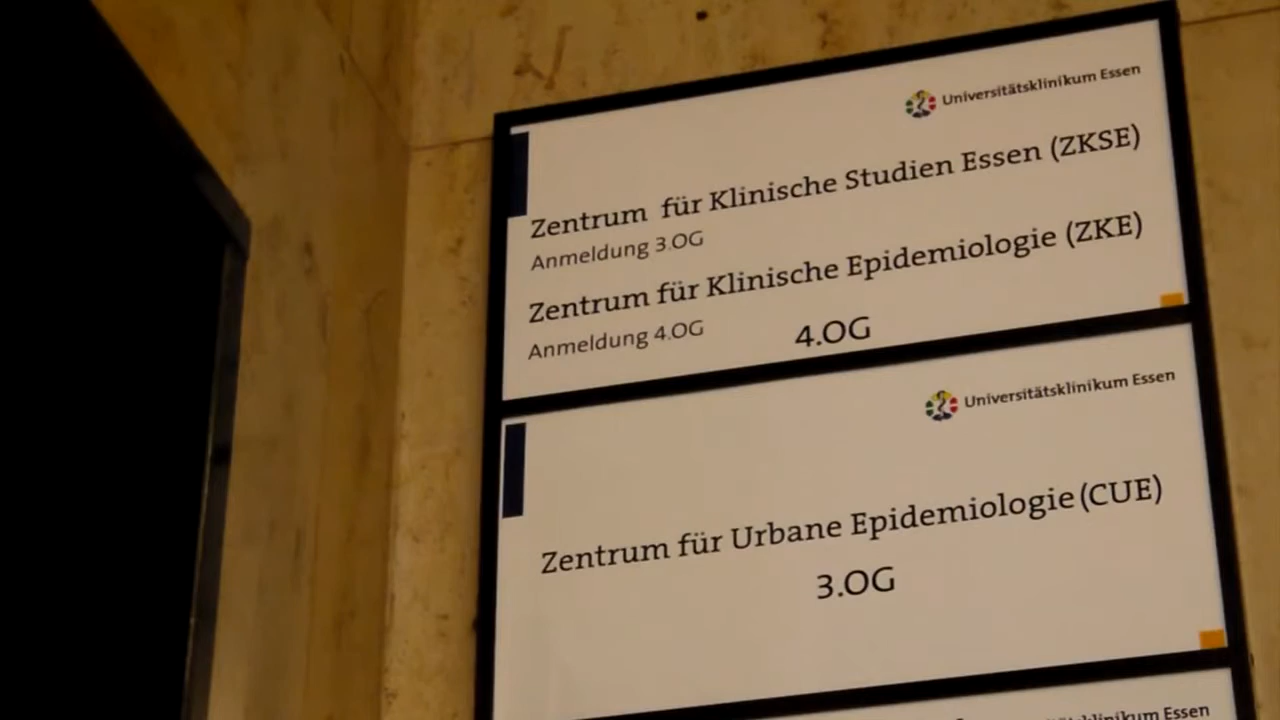 Universitätsklinikum Essen
Zentrum für Klinische Studien Essen (ZKSE)
Anmeldung 3.OG
Zentrum für Klinische Epidemiologie (ZKE)
Anmeldung 4.OG 4.OG
Universitätsklinikum Essen
Zentrum für Urbane Epidemiologie (CUE)
3.OG
Essen